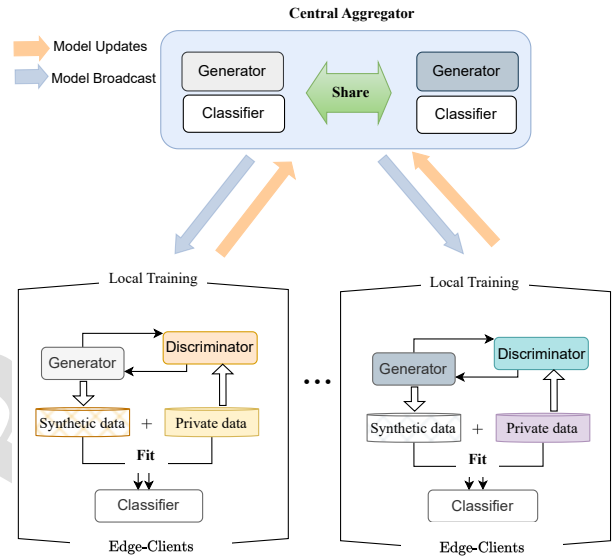 Central Aggregator
Model Updates
Model Broadcast
Generator
Classifier
Share
Generator
Classifier
Local Training
Generator
Discriminator
Synthetic data + Private data
Fit
Classifier
Edge-Clients
...
Local Training
Generator
Discriminator
Synthetic data + Private data
Fit
Classifier
Edge-Clients